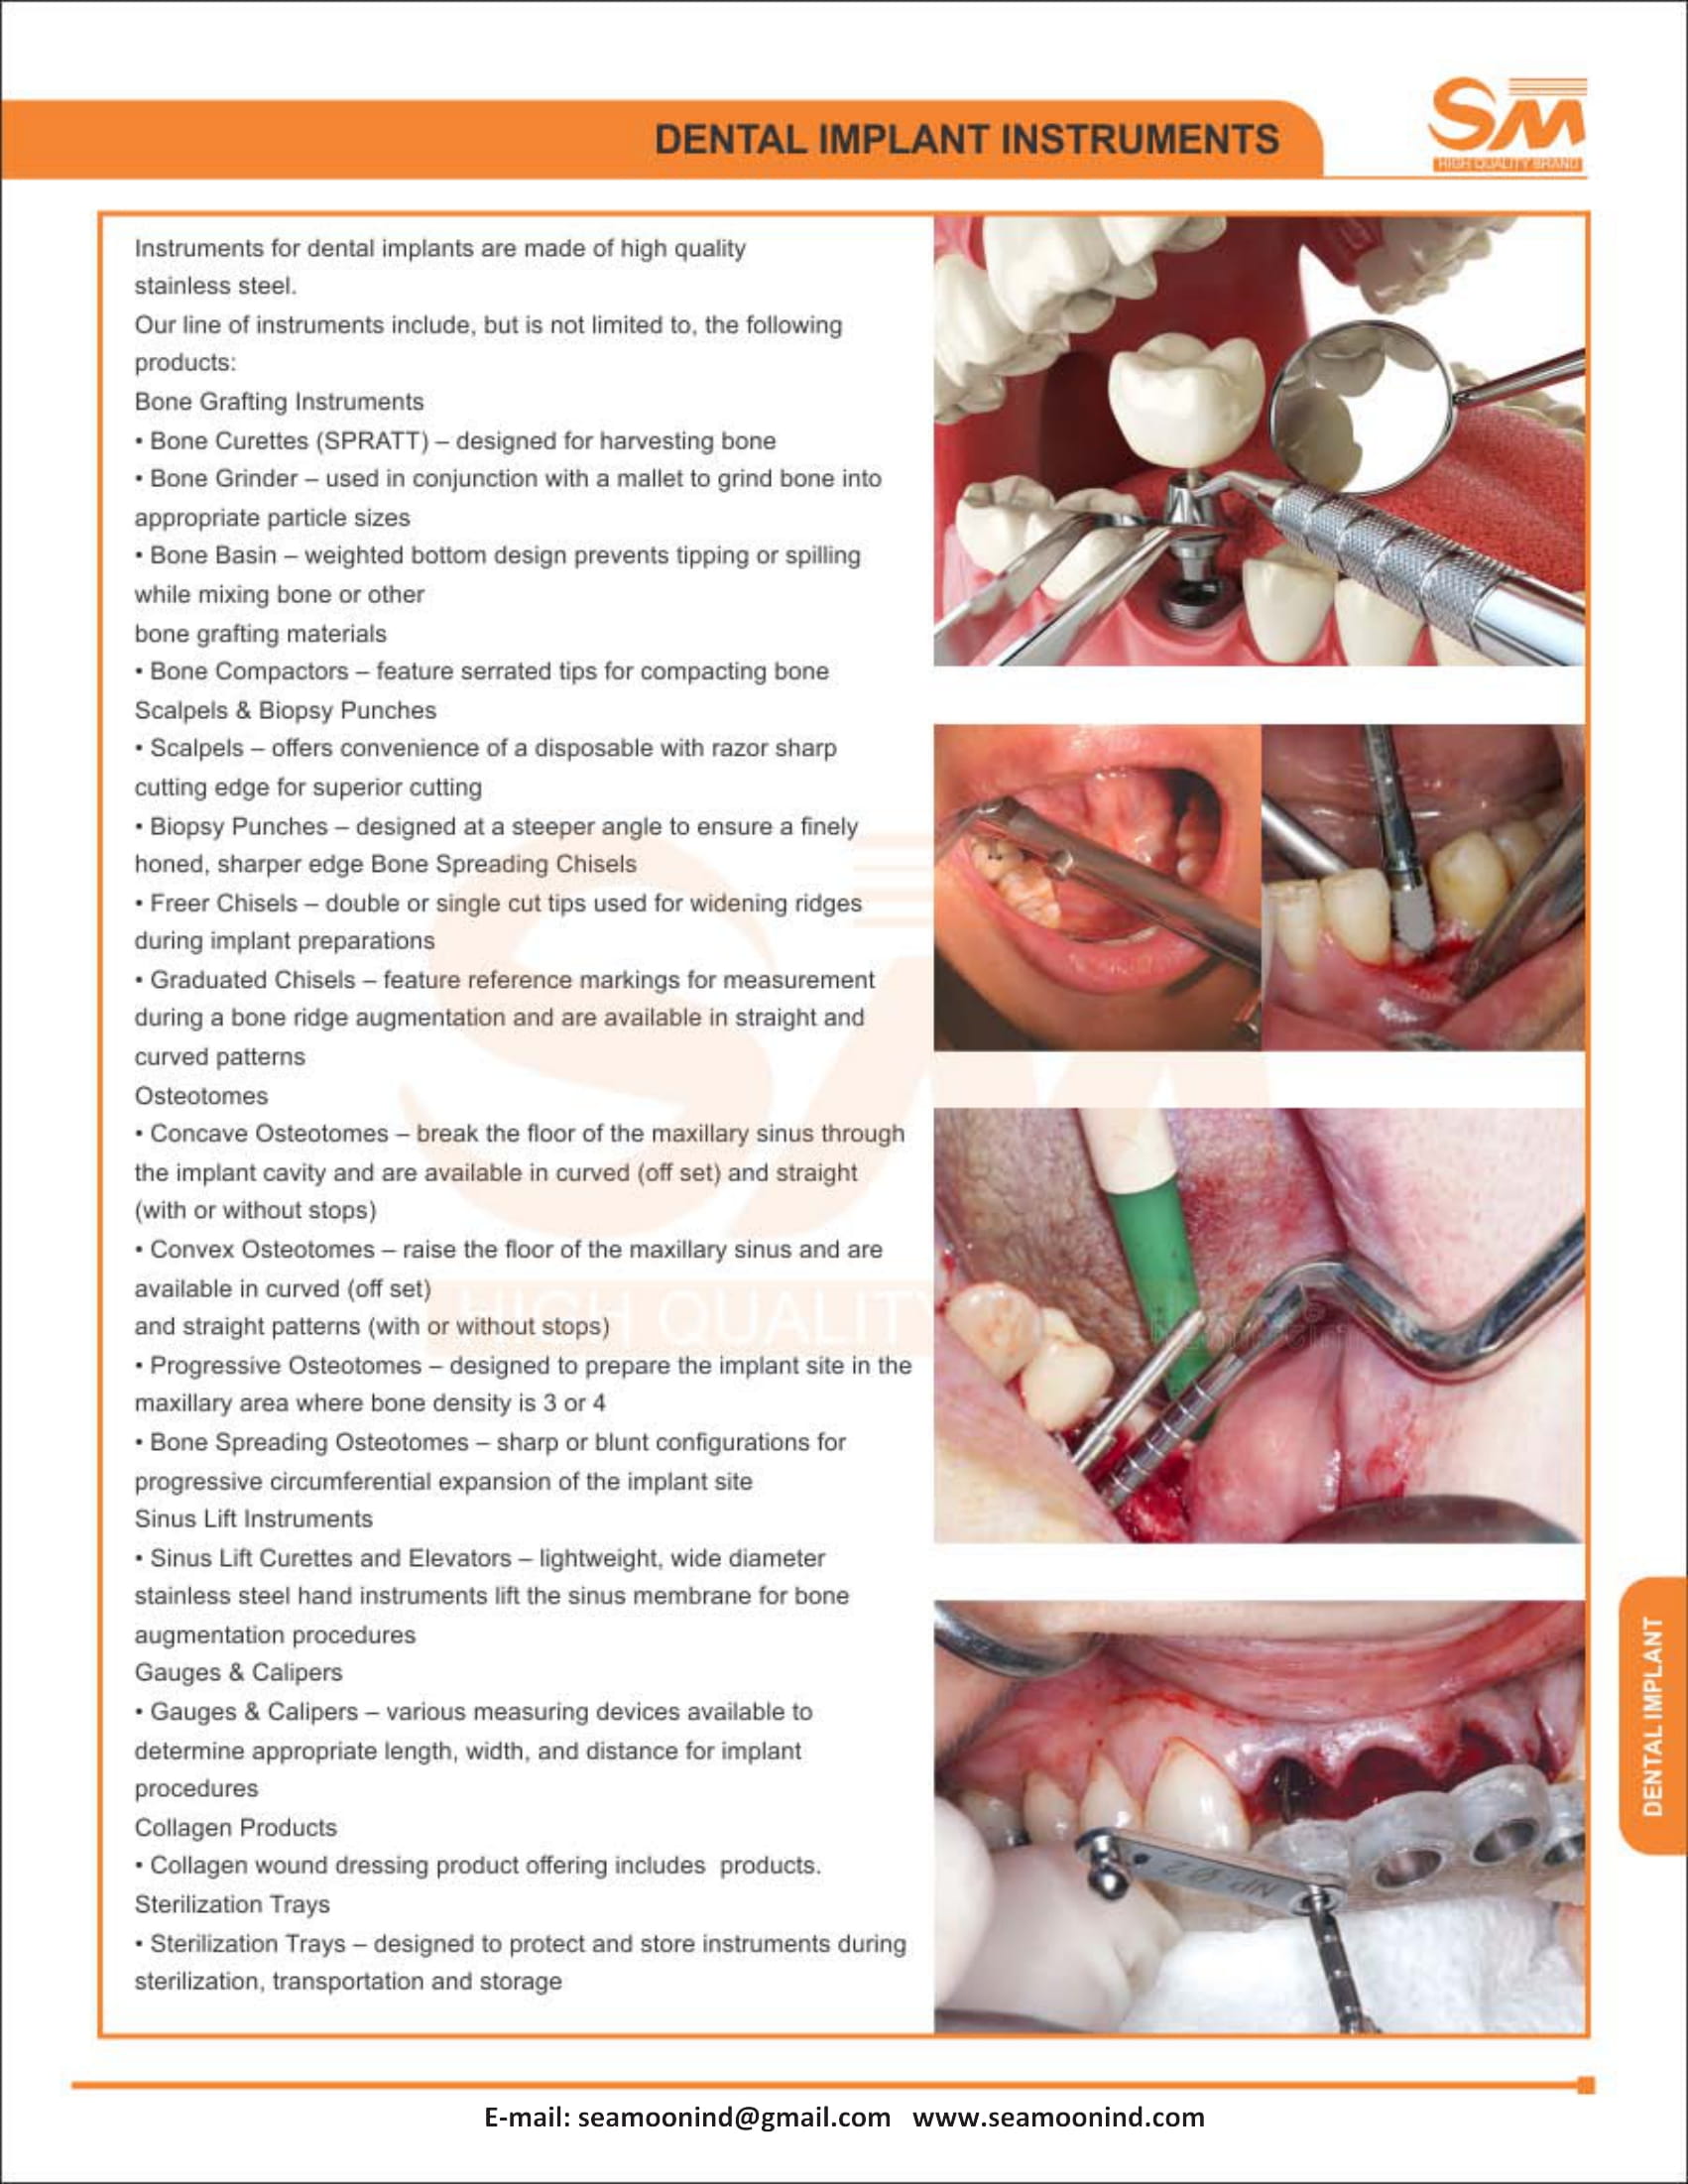 DENTAL IMPLANT INSTRUMENTS
SM
HIGH QUALITY BRAND
Instruments for dental implants are made of high quality
stainless steel.
Our line of instruments include, but is not limited to, the following
products:
Bone Grafting Instruments
• Bone Curettes (SPRATT) – designed for harvesting bone
• Bone Grinder – used in conjunction with a mallet to grind bone into
appropriate particle sizes
• Bone Basin – weighted bottom design prevents tipping or spilling
while mixing bone or other
bone grafting materials
• Bone Compactors – feature serrated tips for compacting bone
Scalpels & Biopsy Punches
• Scalpels – offers convenience of a disposable with razor sharp
cutting edge for superior cutting
• Biopsy Punches – designed at a steeper angle to ensure a finely
honed, sharper edge Bone Spreading Chisels
• Freer Chisels – double or single cut tips used for widening ridges
during implant preparations
• Graduated Chisels – feature reference markings for measurement
during a bone ridge augmentation and are available in straight and
curved patterns
Osteotomes
• Concave Osteotomes – break the floor of the maxillary sinus through
the implant cavity and are available in curved (off set) and straight
(with or without stops)
• Convex Osteotomes – raise the floor of the maxillary sinus and are
available in curved (off set)
and straight patterns (with or without stops)
• Progressive Osteotomes – designed to prepare the implant site in the
maxillary area where bone density is 3 or 4
• Bone Spreading Osteotomes – sharp or blunt configurations for
progressive circumferential expansion of the implant site
Sinus Lift Instruments
• Sinus Lift Curettes and Elevators – lightweight, wide diameter
stainless steel hand instruments lift the sinus membrane for bone
augmentation procedures
Gauges & Calipers
• Gauges & Calipers – various measuring devices available to
determine appropriate length, width, and distance for implant
procedures
Collagen Products
• Collagen wound dressing product offering includes  products.
Sterilization Trays
• Sterilization Trays – designed to protect and store instruments during
sterilization, transportation and storage
SM
HIGH QUALITY
NP Ø2
DENTAL IMPLANT
E-mail: seamoonind@gmail.com   www.seamoonind.com